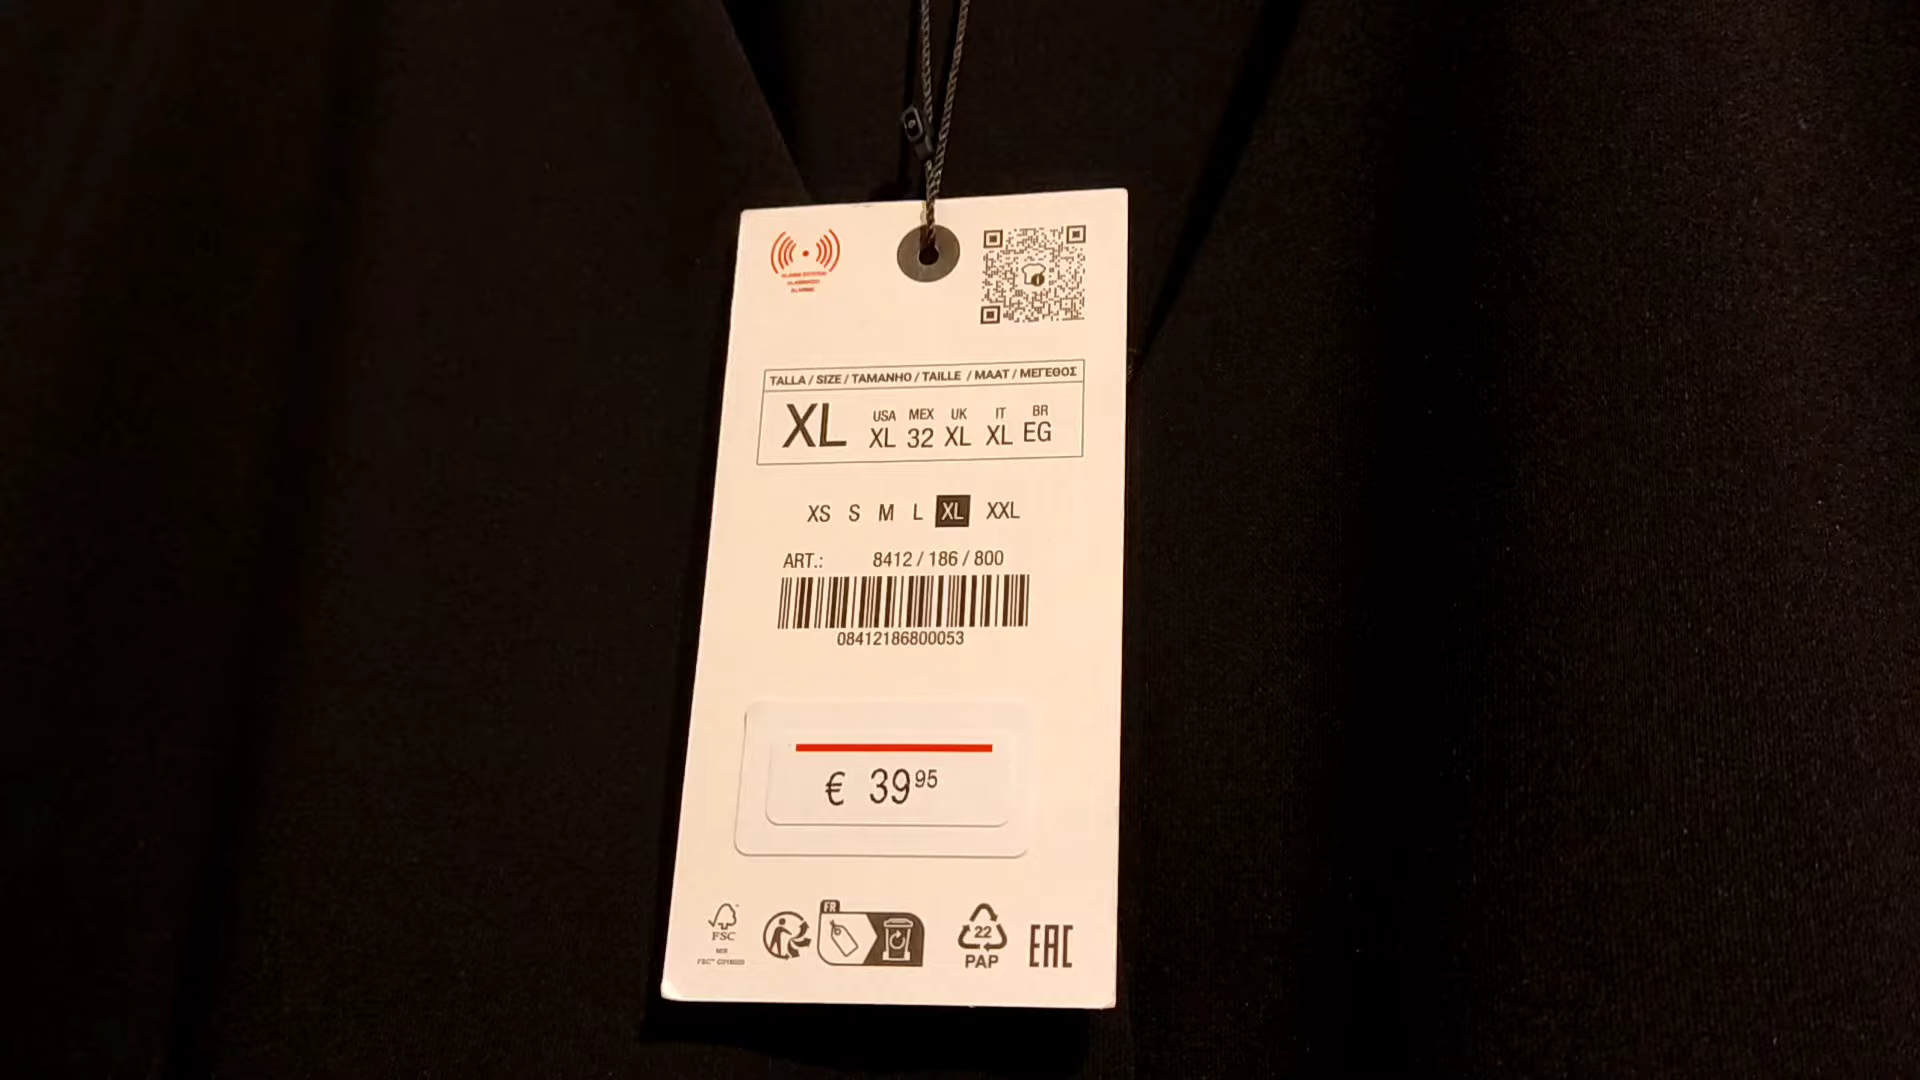 TALLA / SIZE / TAMANHO / TAILLE / MAAT / ΜΕΓΕΘΟΣ
XL
USA MEX UK IT BR
XL 32 XL XL EG
XS S M L XL XXL
ART.: 8412 / 186 / 800
08412186800053
€ 39 95
FR
FSC
22
PAP
EAC